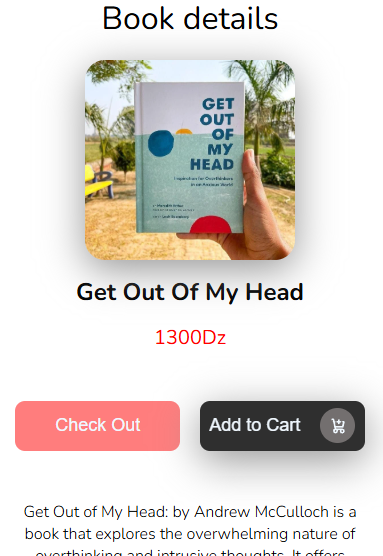 Book details
GET
OUT
OF
MY
HEAD
Inspiration for Overthinkers
in an Anxious World
Get Out Of My Head
1300Dz
Check Out
Add to Cart
Get Out of My Head: by Andrew McCulloch is a
book that explores the overwhelming nature of
overthinking and intrusive thoughts. It offers